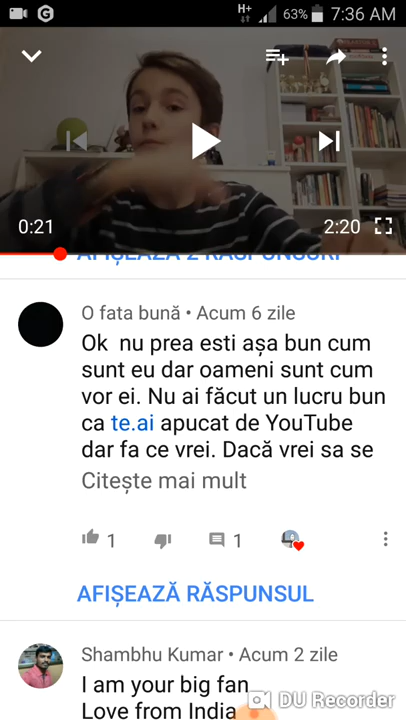 H+ 63% 7:36 AM
0:21 2:20
AFIȘEAZĂ 2 RĂSPUNSURI
O fata bună • Acum 6 zile
Ok nu prea esti așa bun cum
sunt eu dar oameni sunt cum
vor ei. Nu ai făcut un lucru bun
ca te.ai apucat de YouTube
dar fa ce vrei. Dacă vrei sa se
Citește mai mult
1 1
AFIȘEAZĂ RĂSPUNSUL
Shambhu Kumar • Acum 2 zile
I am your big fan
Love from India
DU Recorder